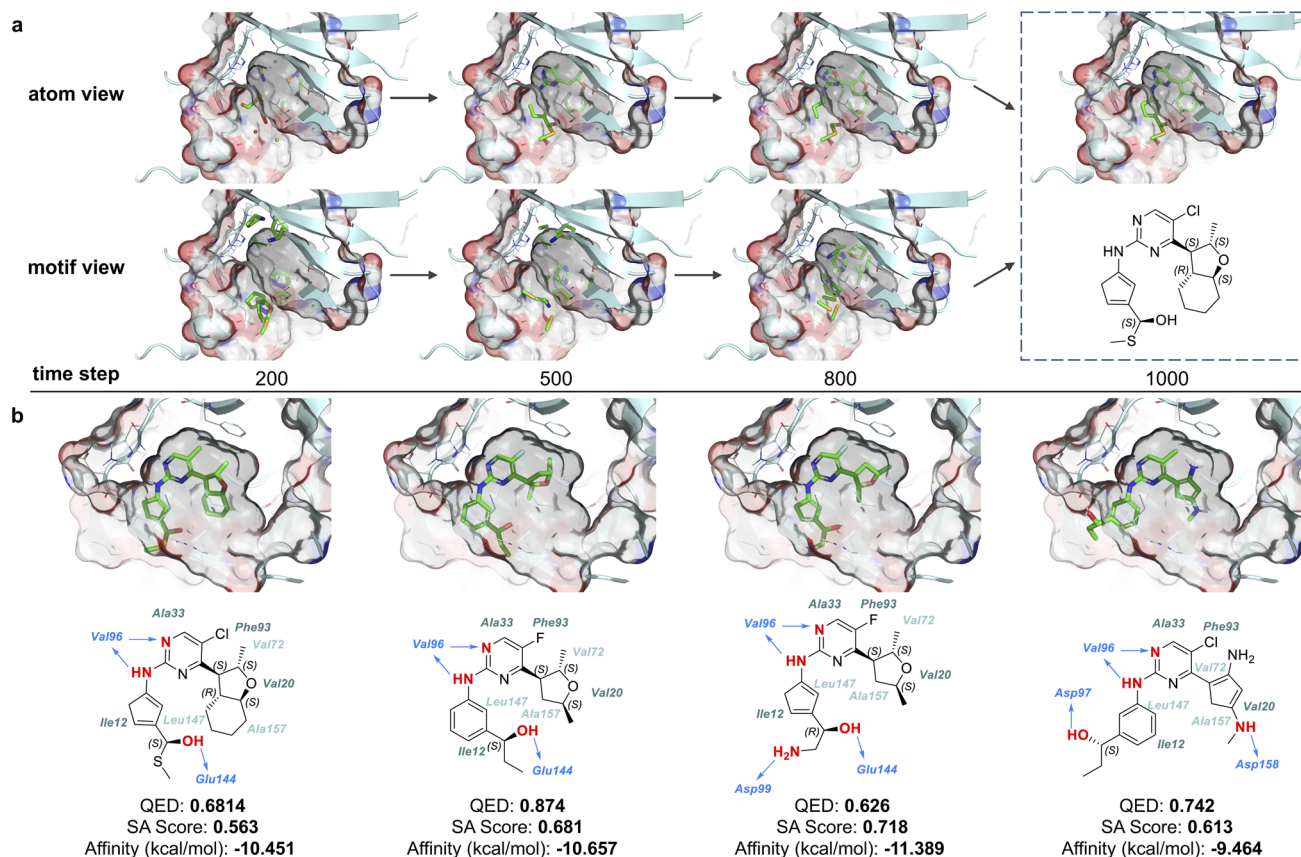 a
atom view
motif view
N
Cl
N
HN
(S)
(S)
O
(R)
(S)
(S)
OH
S
time step
200
500
800
1000
b
Ala33
Phe93
Val96
N
Cl
Val72
HN
N
(S)
(S)
O
Val20
(R)
(S)
Ile12
Leu147
Ala157
(S)
OH
S
Glu144
QED: 0.6814
SA Score: 0.563
Affinity (kcal/mol): -10.451
Ala33
Phe93
Val96
N
F
Val72
HN
N
(S)
(S)
O
Val20
Leu147
Ala157
(S)
Ile12
(S)
OH
Glu144
QED: 0.874
SA Score: 0.681
Affinity (kcal/mol): -10.657
Ala33
Phe93
Val96
N
F
Val72
HN
N
(S)
(S)
O
Val20
Leu147
Ala157
(S)
Ile12
(R)
OH
H2N
Glu144
Asp99
QED: 0.626
SA Score: 0.718
Affinity (kcal/mol): -11.389
Ala33
Phe93
Val96
N
Cl
Val72
NH2
HN
N
Asp97
Leu147
Ala157
Val20
HO
(S)
Ile12
NH
Asp158
QED: 0.742
SA Score: 0.613
Affinity (kcal/mol): -9.464